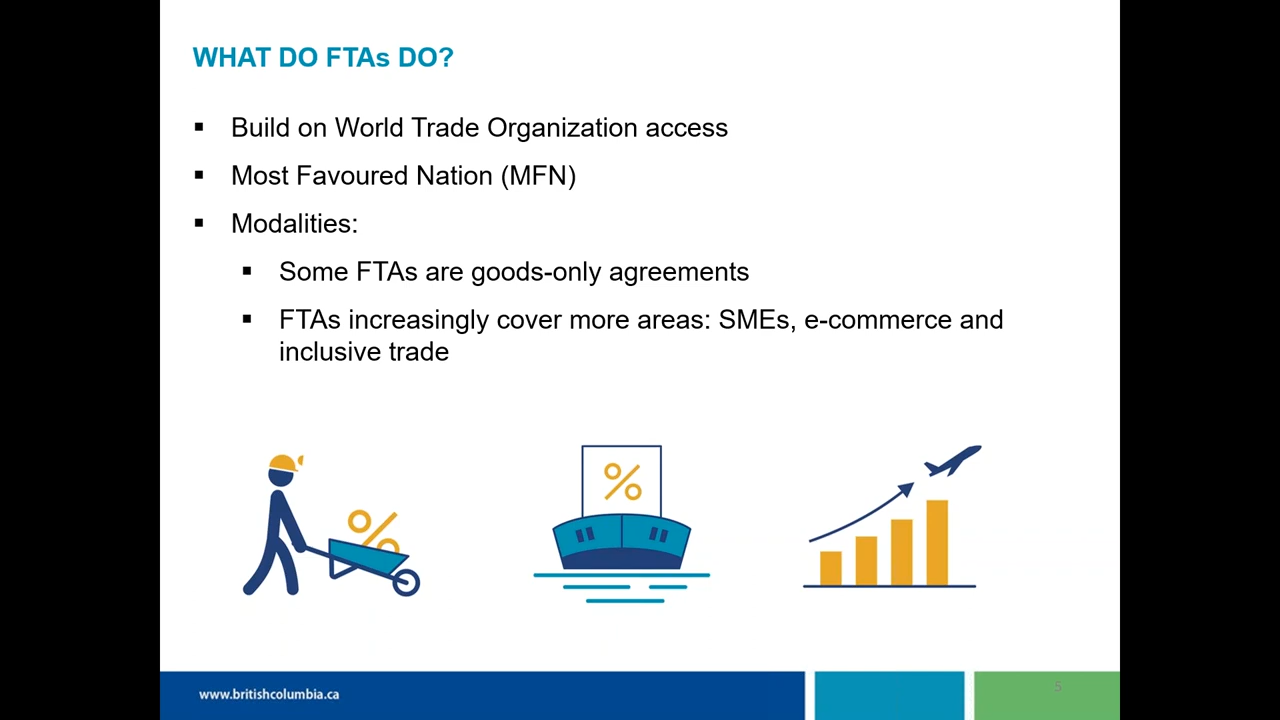 WHAT DO FTAs DO?
▪ Build on World Trade Organization access
▪ Most Favoured Nation (MFN)
▪ Modalities:
▪ Some FTAs are goods-only agreements
▪ FTAs increasingly cover more areas: SMEs, e-commerce and
inclusive trade
%
%
www.britishcolumbia.ca
5